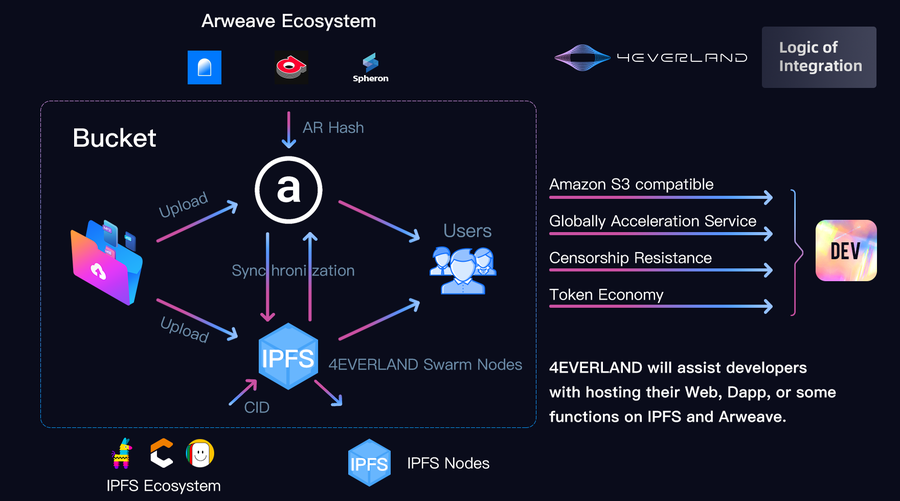 Arweave Ecosystem
Spheron
4EVERLAND
Logic of
Integration
Bucket
AR Hash
a
Upload
Users
Synchronization
Upload
IPFS
4EVERLAND Swarm Nodes
CID
IPFS Ecosystem
IPFS
IPFS Nodes
Amazon S3 compatible
Globally Acceleration Service
Censorship Resistance
Token Economy
DEV
4EVERLAND will assist developers
with hosting their Web, Dapp, or some
functions on IPFS and Arweave.